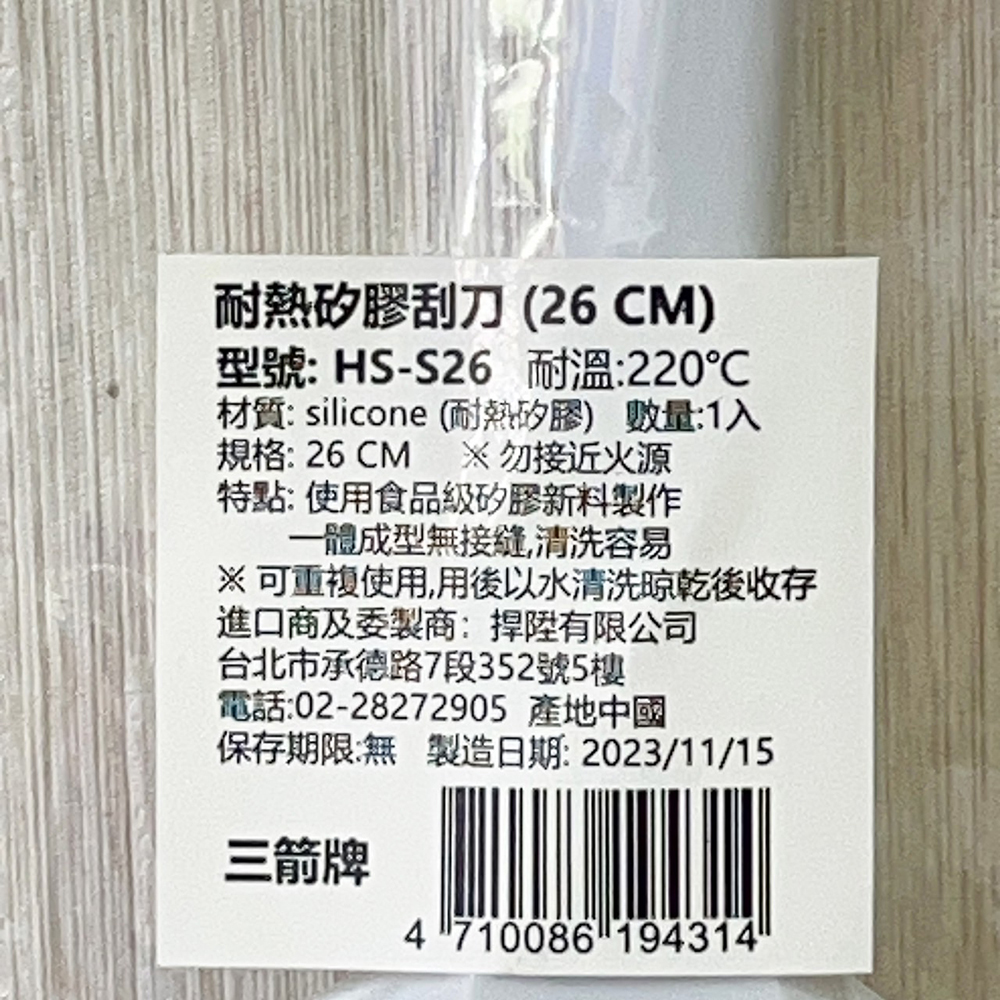 耐熱矽膠刮刀 (26 CM)
型號: HS-S26 耐溫:220℃
材質: silicone (耐熱矽膠) 數量:1入
規格: 26 CM ※ 勿接近火源
特點: 使用食品級矽膠新料製作
一體成型無接縫,清洗容易
※ 可重複使用,用後以水清洗晾乾後收存
進口商及委製商: 捍陞有限公司
台北市承德路7段352號5樓
電話:02-28272905 產地中國
保存期限:無 製造日期: 2023/11/15
三箭牌
4 710086 194314